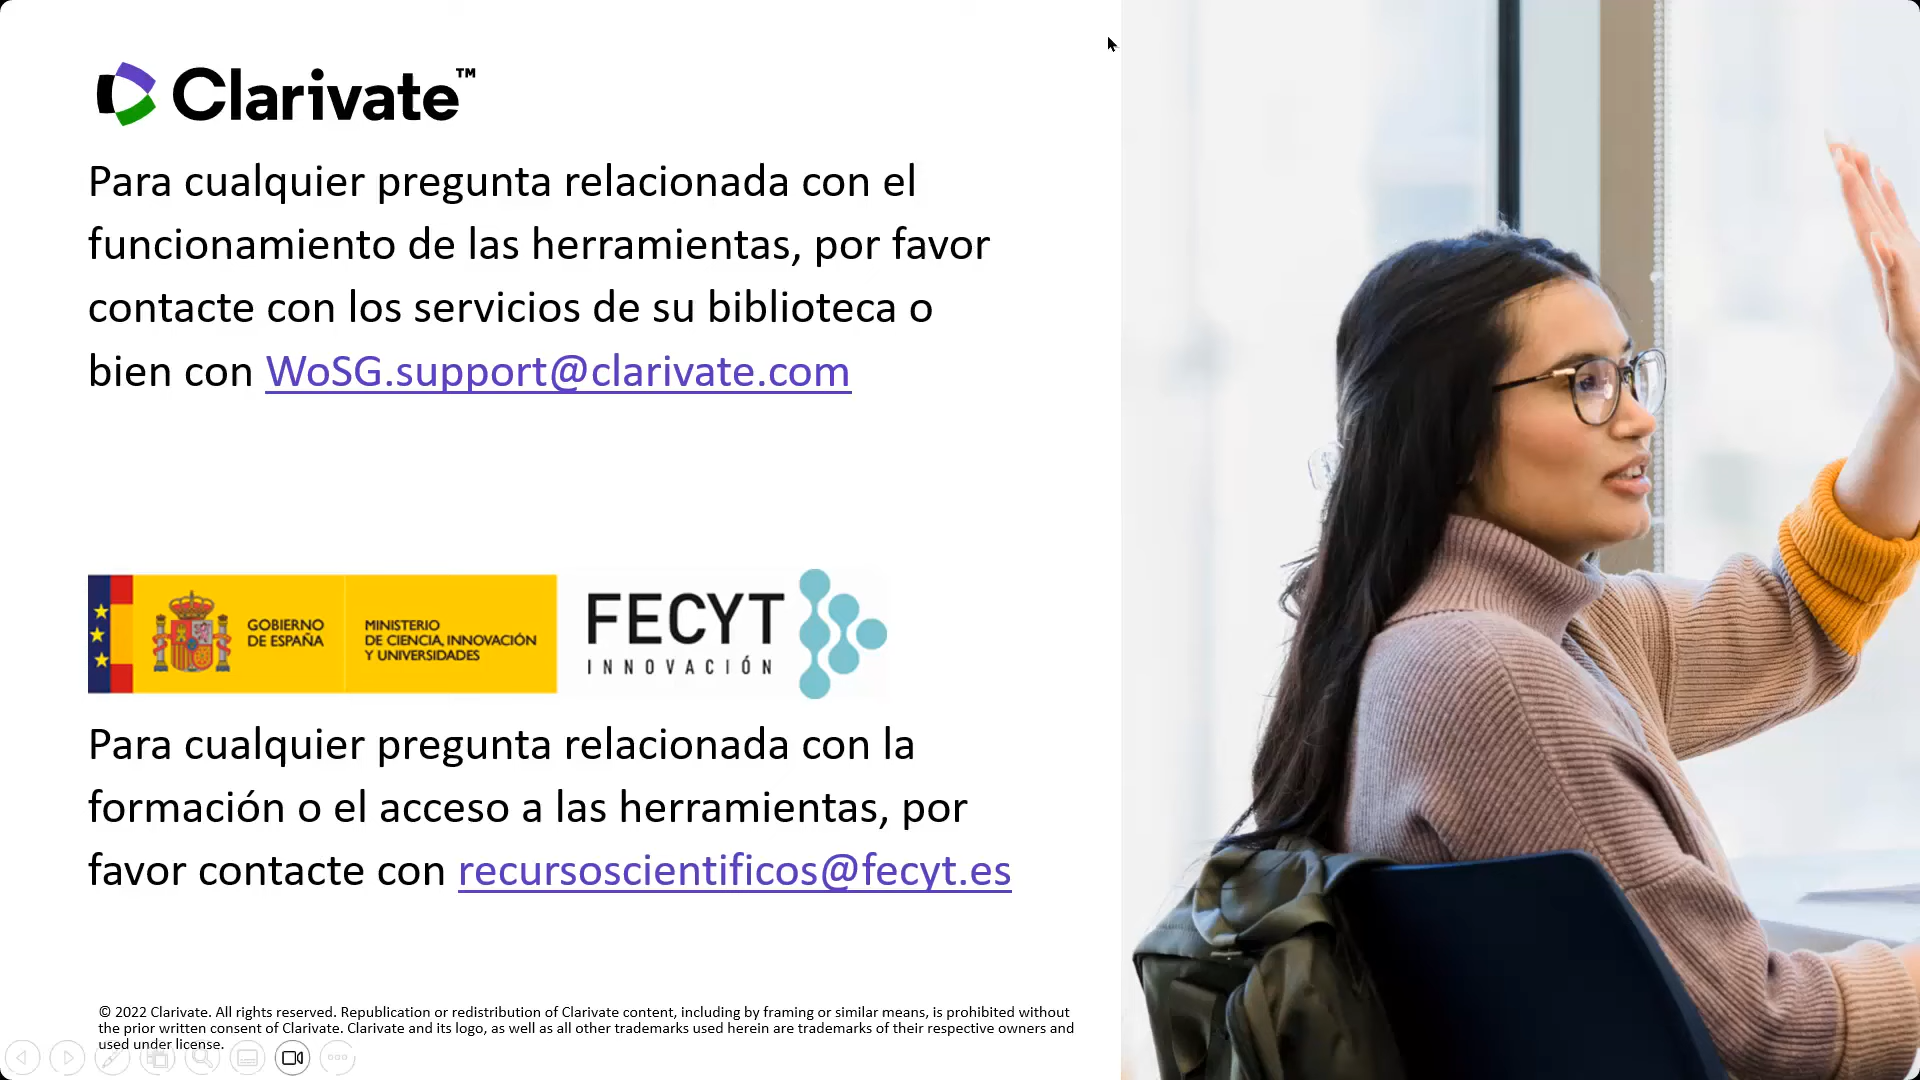 Clarivate™
Para cualquier pregunta relacionada con el
funcionamiento de las herramientas, por favor
contacte con los servicios de su biblioteca o
bien con WoSG.support@clarivate.com
GOBIERNO
DE ESPAÑA
MINISTERIO
DE CIENCIA, INNOVACIÓN
Y UNIVERSIDADES
FECYT
INNOVACIÓN
Para cualquier pregunta relacionada con la
formación o el acceso a las herramientas, por
favor contacte con recursoscientificos@fecyt.es
© 2022 Clarivate. All rights reserved. Republication or redistribution of Clarivate content, including by framing or similar means, is prohibited without
the prior written consent of Clarivate. Clarivate and its logo, as well as all other trademarks used herein are trademarks of their respective owners and
used under license.